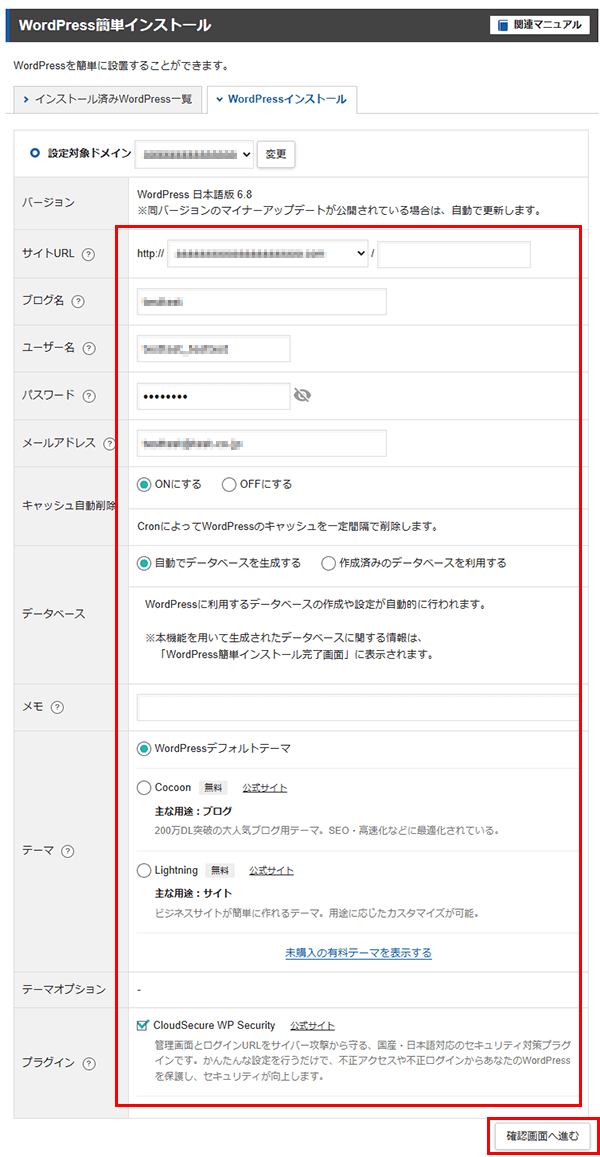 WordPress簡単インストール
関連マニュアル
WordPressを簡単に設置することができます。
インストール済みWordPress一覧
WordPressインストール
設定対象ドメイン
変更
バージョン
WordPress 日本語版 6.8
※同バージョンのマイナーアップデートが公開されている場合は、自動で更新します。
サイトURL ?
http:// /
ブログ名 ?
ユーザー名 ?
パスワード ?
••••••••
メールアドレス ?
キャッシュ自動削除
ONにする OFFにする
CronによってWordPressのキャッシュを一定間隔で削除します。
データベース
自動でデータベースを生成する 作成済みのデータベースを利用する
WordPressに利用するデータベースの作成や設定が自動的に行われます。
※本機能を用いて生成されたデータベースに関する情報は、
「WordPress簡単インストール完了画面」に表示されます。
メモ ?
テーマ ?
WordPressデフォルトテーマ
Cocoon 無料 公式サイト
主な用途：ブログ
200万DL突破の大人気ブログ用テーマ。SEO・高速化などに最適化されている。
Lightning 無料 公式サイト
主な用途：サイト
ビジネスサイトが簡単に作れるテーマ。用途に応じたカスタマイズが可能。
未購入の有料テーマを表示する
テーマオプション
-
プラグイン ?
CloudSecure WP Security 公式サイト
管理画面とログインURLをサイバー攻撃から守る、国産・日本語対応のセキュリティ対策プラグ
インです。かんたんな設定を行うだけで、不正アクセスや不正ログインからあなたのWordPress
を保護し、セキュリティが向上します。
確認画面へ進む